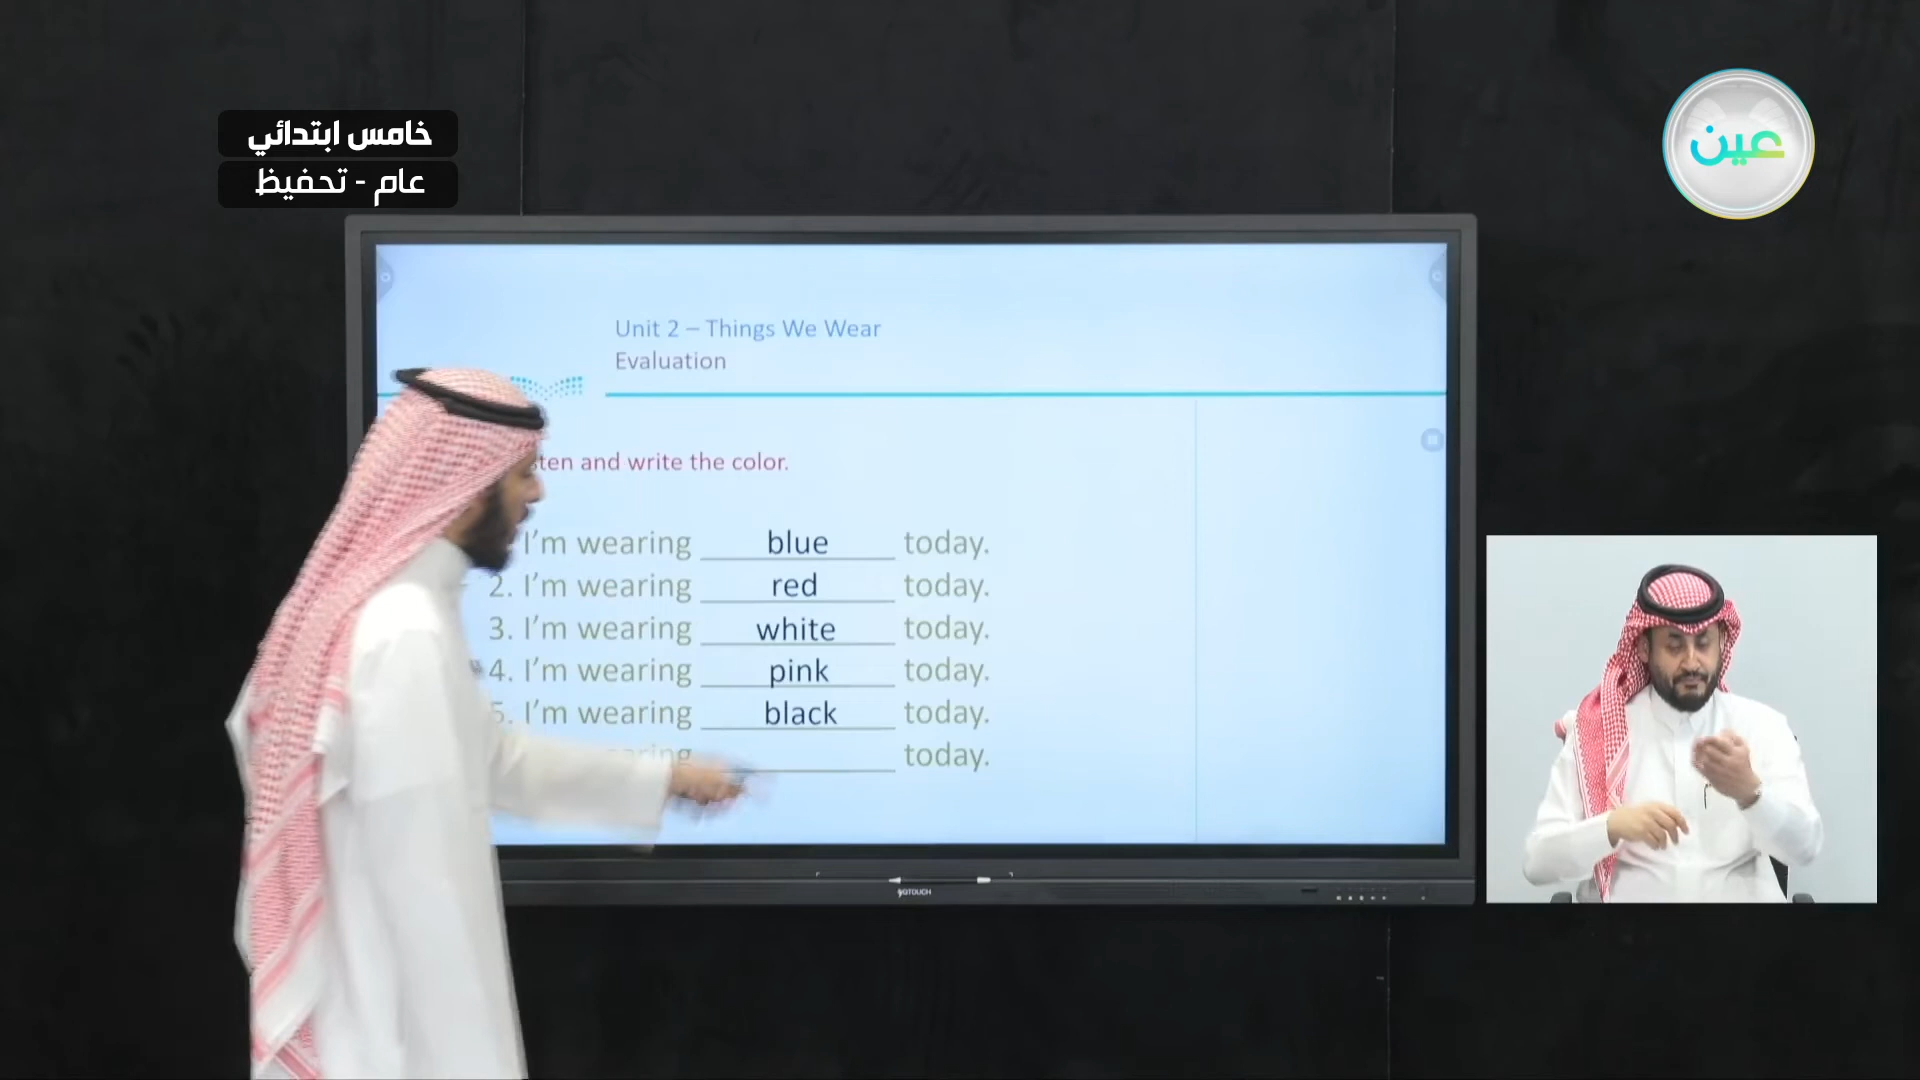 خامس ابتدائي
عام - تحفيظ
عين
Unit 2 – Things We Wear
Evaluation
and write the color.
I'm wearing blue today.
2. I'm wearing red today.
3. I'm wearing white today.
4. I'm wearing pink today.
5. I'm wearing black today.
today.